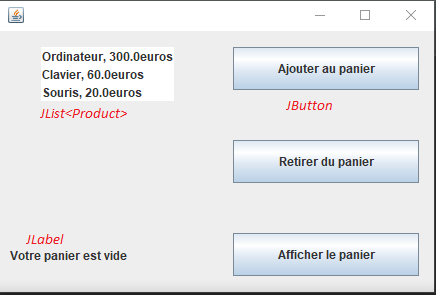 Ordinateur, 300.0euros
Clavier, 60.0euros
Souris, 20.0euros
JList<Product>
Ajouter au panier
JButton
Retirer du panier
JLabel
Votre panier est vide
Afficher le panier